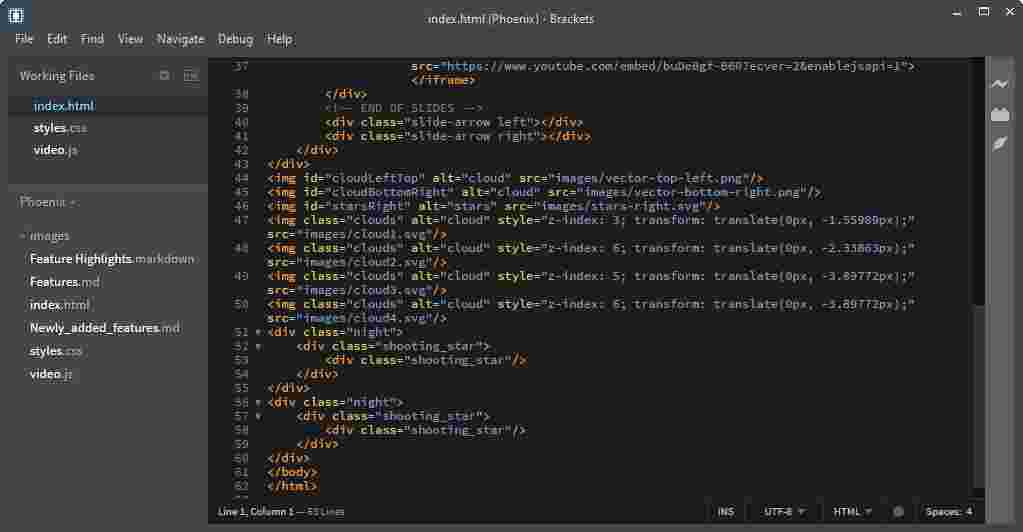 index.html (Phoenix) - Brackets
File Edit Find View Navigate Debug Help
Working Files
index.html
styles.css
video.js
Phoenix
images
Feature Highlights.markdown
Features.md
index.html
Newly_added_features.md
styles.css
video.js
37 src="https://www.youtube.com/embed/
</iframe>
38 </div>
39 <!-- END OF SLIDES -->
40 <div class="slide-arrow left"></div>
41 <div class="slide-arrow right"></div>
42 </div>
43 </div>
44 <img id="cloudLeftTop" alt="cloud" src="images/vector-top-left.png"/>
45 <img id="cloudBottomRight" alt="cloud" src="images/vector-bottom-right.png"/>
46 <img id="starsRight" alt="stars" src="images/stars-right.svg"/>
47 <img class="clouds" alt="cloud" style="z-index: 3; transform: translate(0px, -1.55989px);"
src="images/cloud1.svg"/>
48 <img class="clouds" alt="cloud" style="z-index: 6; transform: translate(0px, -2.33863px);"
src="images/cloud2.svg"/>
49 <img class="clouds" alt="cloud" style="z-index: 5; transform: translate(0px, -3.89772px);"
src="images/cloud3.svg"/>
50 <img class="clouds" alt="cloud" style="z-index: 6; transform: translate(0px, -3.89772px);"
src="images/cloud4.svg"/>
51 <div class="night">
52 <div class="shooting_star">
53 <div class="shooting_star"/>
54 </div>
55 </div>
56 <div class="night">
57 <div class="shooting_star">
58 <div class="shooting_star"/>
59 </div>
60 </div>
61 </body>
62 </html>
Line 1, Column 1 — 63 Lines INS UTF-8 HTML Spaces: 4